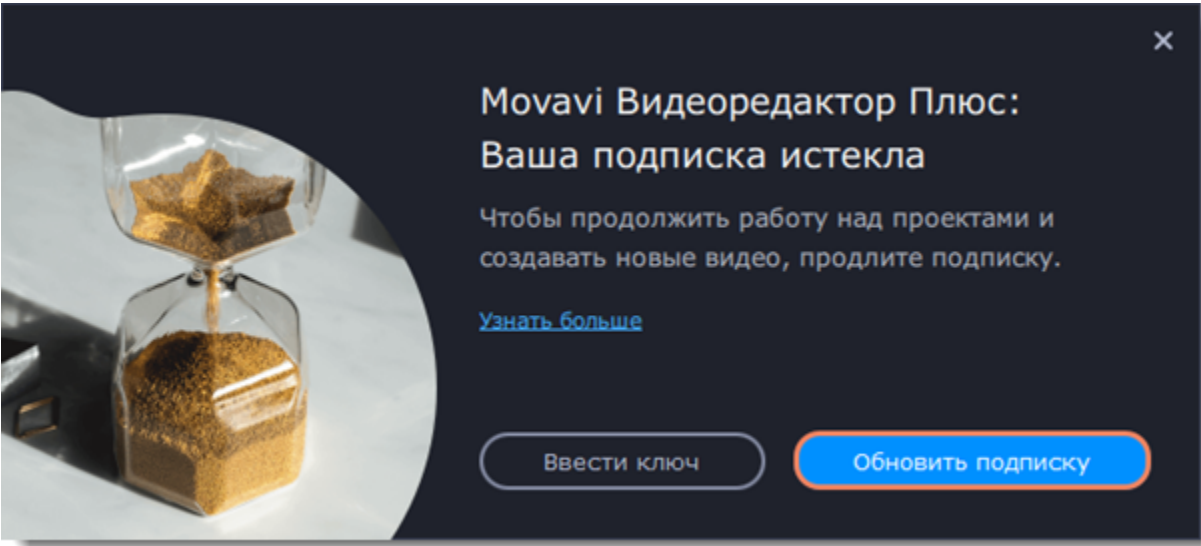 Movavi Видеоредактор Плюс:
Ваша подписка истекла
Чтобы продолжить работу над проектами и
создавать новые видео, продлите подписку.
Узнать больше
Ввести ключ
Обновить подписку